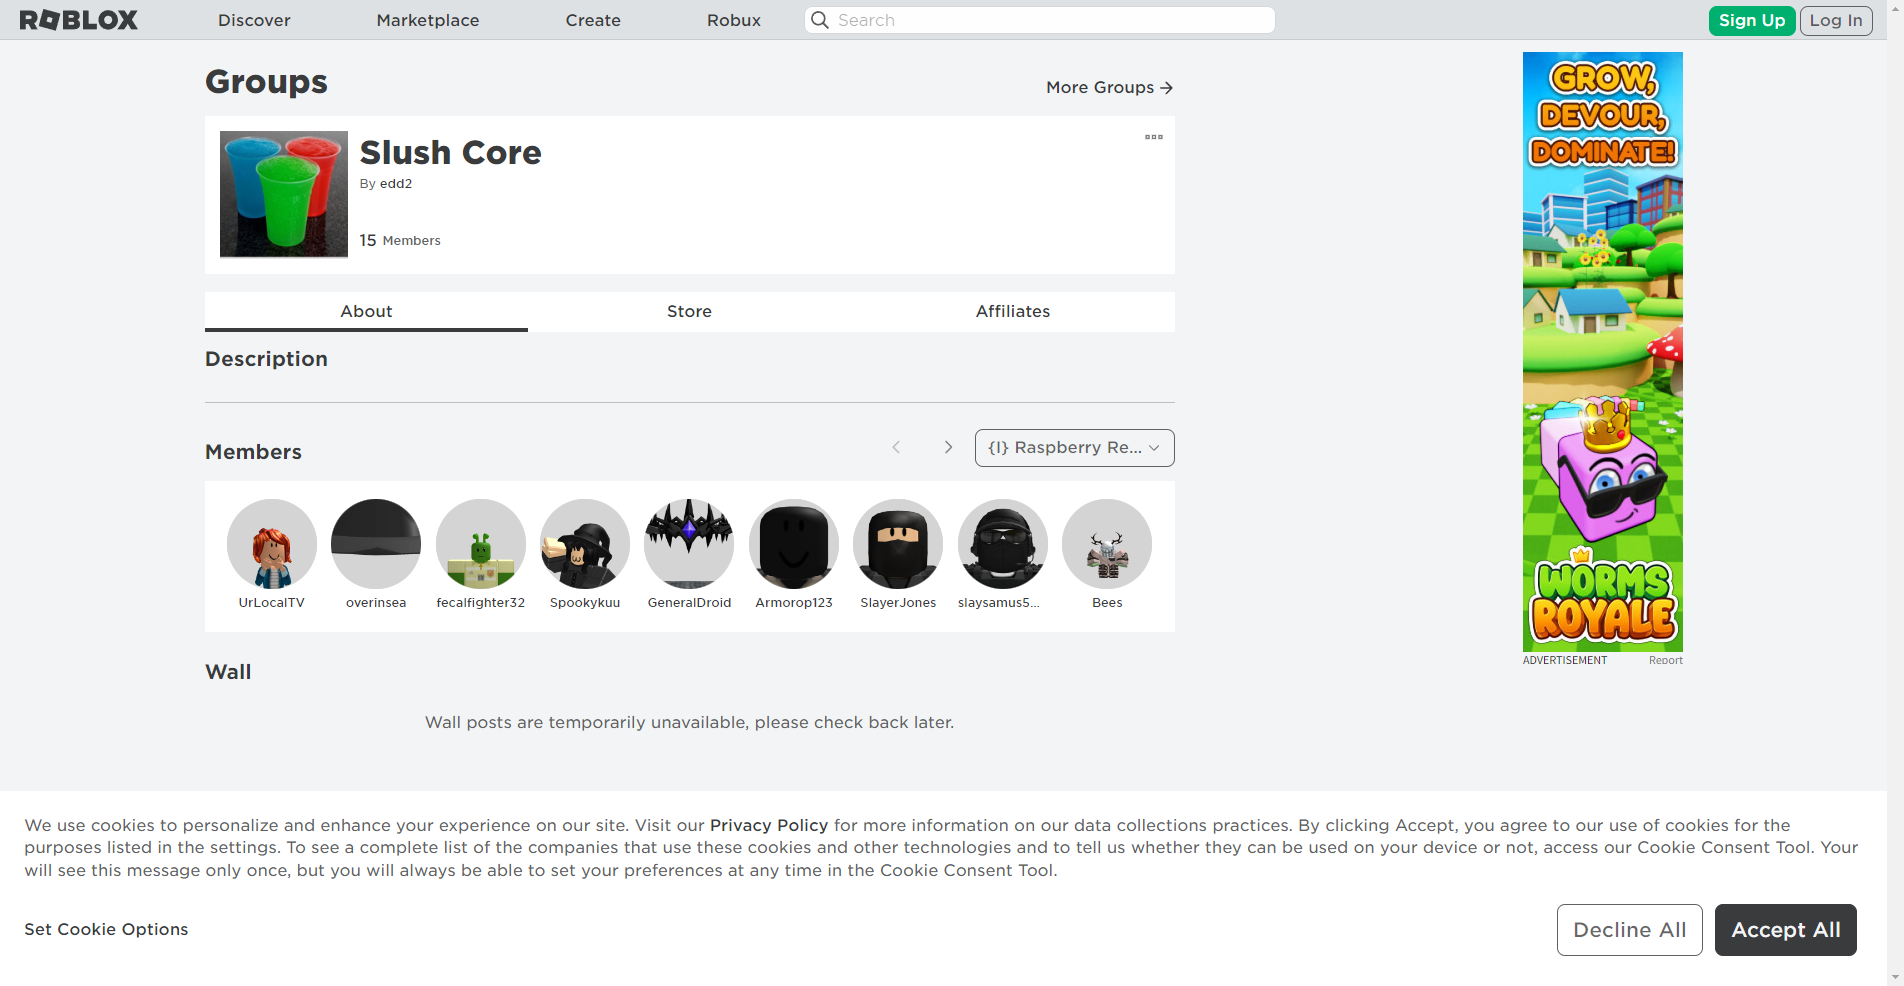 ROBLOX
Discover
Marketplace
Create
Robux
Search
Sign Up
Log In
Groups
More Groups
Slush Core
By edd2
15 Members
About
Store
Affiliates
Description
Members
{I} Raspberry Re...
UrLocalTV
overinsea
fecalfighter32
Spookykuu
GeneralDroid
Armorop123
SlayerJones
slaysamus5...
Bees
Wall
Wall posts are temporarily unavailable, please check back later.
GROW,
DEVOUR,
DOMINATE!
WORMS
ROYALE
ADVERTISEMENT
Report
We use cookies to personalize and enhance your experience on our site. Visit our Privacy Policy for more information on our data collections practices. By clicking Accept, you agree to our use of cookies for the
purposes listed in the settings. To see a complete list of the companies that use these cookies and other technologies and to tell us whether they can be used on your device or not, access our Cookie Consent Tool. Your
will see this message only once, but you will always be able to set your preferences at any time in the Cookie Consent Tool.
Set Cookie Options
Decline All
Accept All